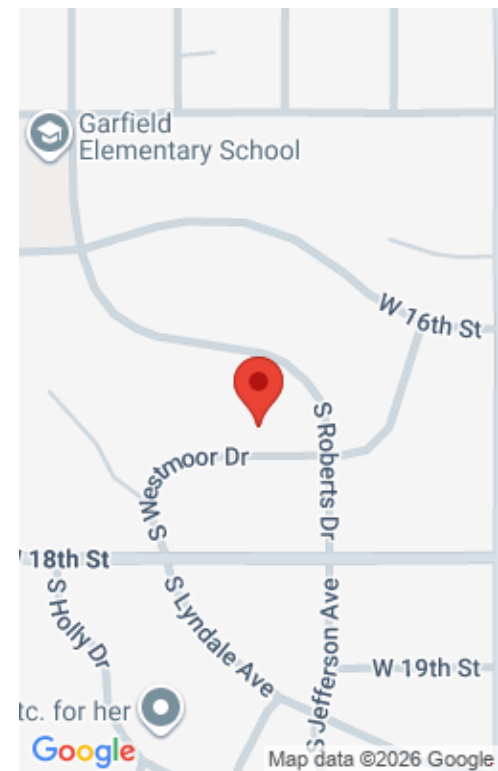 Garfield
Elementary School
W 16th St
S Roberts Dr
S Westmoor Dr
18th St
S Holly Dr
S Lyndale Ave
S Jefferson Ave
W 19th St
tc. for her
Google
Map data ©2026 Google